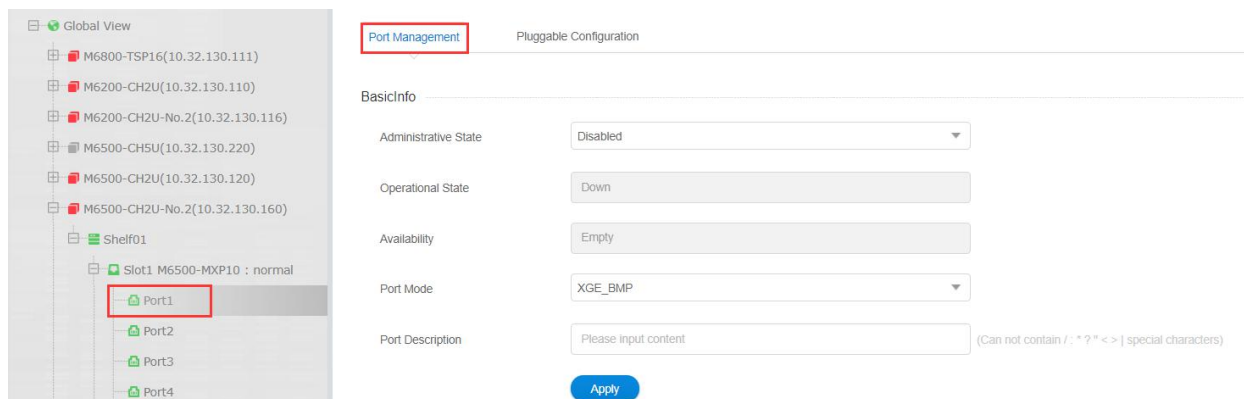 Global View
M6800-TSP16(10.32.130.111)
M6200-CH2U(10.32.130.110)
M6200-CH2U-No.2(10.32.130.116)
M6500-CH5U(10.32.130.220)
M6500-CH2U(10.32.130.120)
M6500-CH2U-No.2(10.32.130.160)
Shelf01
Slot1 M6500-MXP10 : normal
Port1
Port2
Port3
Port4
Port Management Pluggable Configuration
BasicInfo
Administrative State Disabled
Operational State Down
Availability Empty
Port Mode XGE_BMP
Port Description Please input content (Can not contain / : * ? " < > | special characters)
Apply